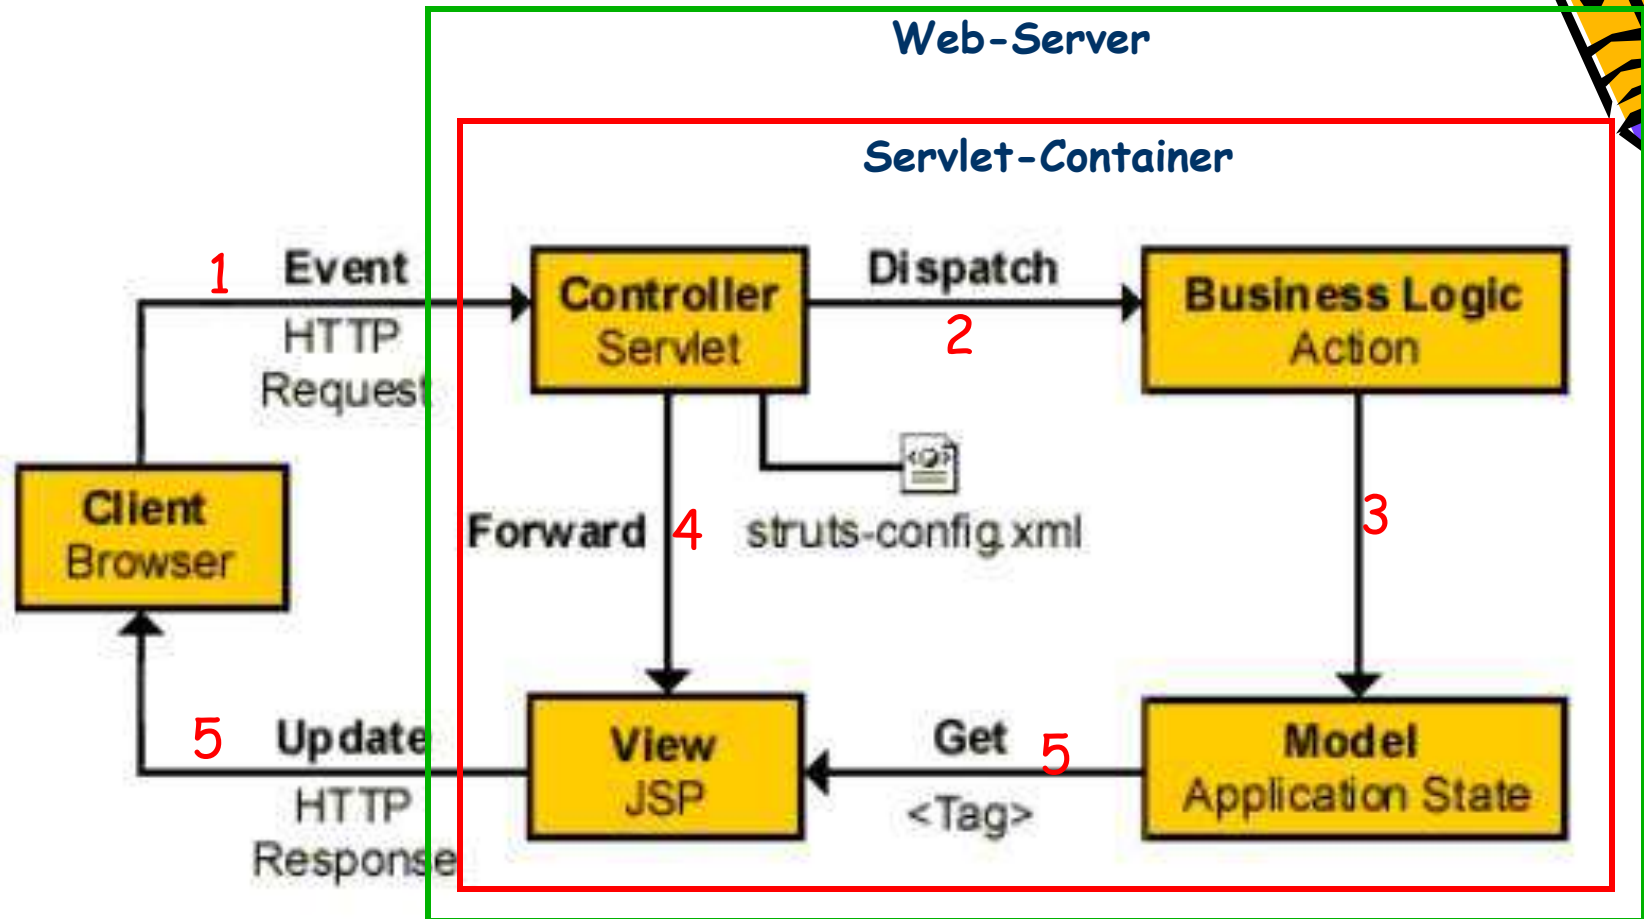 Web-Server
Servlet-Container
1
Event
HTTP
Request
Controller
Servlet
Dispatch
2
Business Logic
Action
Client
Browser
Forward
4
struts-config.xml
3
5
Update
HTTP
Response
View
JSP
Get
5
<Tag>
Model
Application State